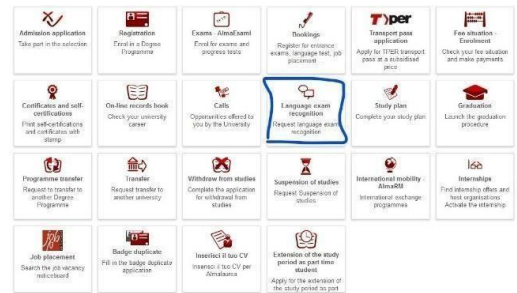 Admission application
Take part in the selection
Registration
Enrol in a Degree
Programme
Exams - AlmaEsami
Enrol for exams and
progress tests
Bookings
Register for entrance
exams, language test, job
placement
T per
Transport pass
application
Apply for TPER transport
pass at a subsidised
price
Fee situation -
Enrolment
Check your fee situation
and make payments
Certificates and self-
certifications
Print self-certifications
and certificates with
stamp
On-line records book
Check your university
career
Calls
Opportunities offered to
you by the University
Language exam
recognition
Request language exam
recognition
Study plan
Complete your study plan
Graduation
Launch the graduation
procedure
Programme transfer
Request to transfer to
another Degree
Programme
Transfer
Request transfer to
another university
Withdraw from studies
Complete the application
for withdrawal from
studies
Suspension of studies
Request Suspension of
studies
International mobility -
AlmaRM
International exchange
programmes
Internships
Find internship offers and
host organisations
Activate the internship
Job
Job placement
Search the job vacancy
noticeboard
Badge duplicate
Fill in the badge duplicate
application
Inserisci il tuo CV
Inserisci il tuo CV per
Almalaurea
Extension of the study
period as part time
student
Apply for the extension of
the study period as part